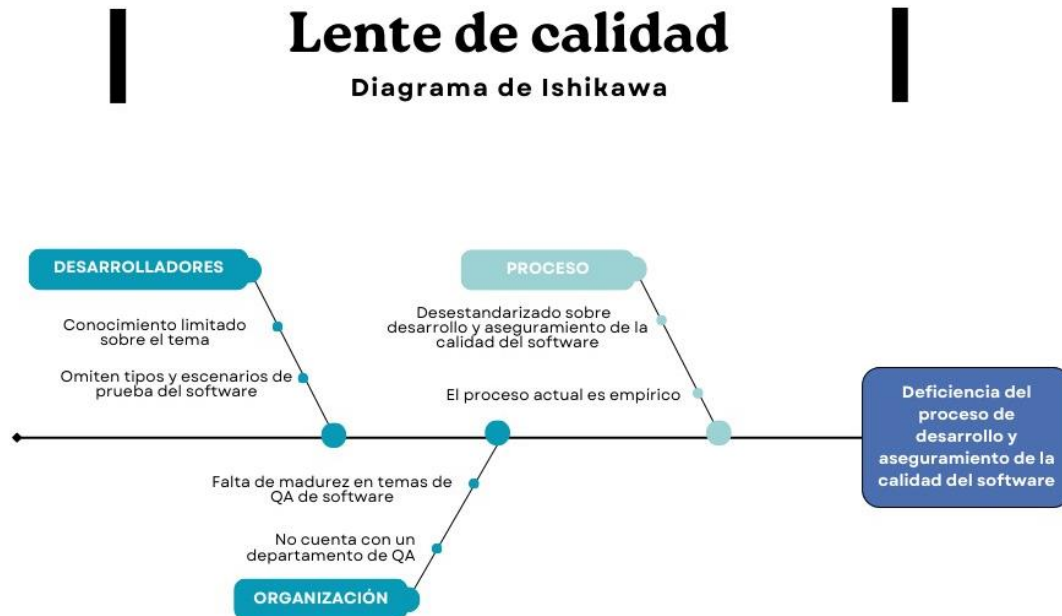 Lente de calidad
Diagrama de Ishikawa
DESARROLLADORES
Conocimiento limitado
sobre el tema
Omiten tipos y escenarios de
prueba del software
PROCESO
Desestandarizado sobre
desarrollo y aseguramiento de la
calidad del software
El proceso actual es empírico
Deficiencia del
proceso de
desarrollo y
aseguramiento de la
calidad del software
Falta de madurez en temas de
QA de software
No cuenta con un
departamento de QA
ORGANIZACIÓN